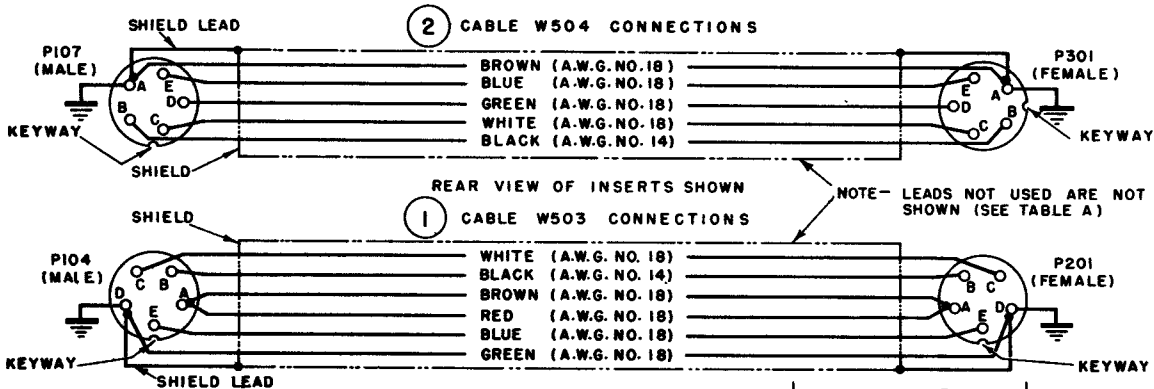 2 CABLE W504 CONNECTIONS
SHIELD LEAD
P107
(MALE)
P301
(FEMALE)
BROWN (A.W.G. NO. 18)
BLUE (A.W.G. NO. 18)
GREEN (A.W.G. NO. 18)
WHITE (A.W.G. NO. 18)
BLACK (A.W.G. NO. 14)
A
E
B
D
C
E
A
D
B
C
KEYWAY
KEYWAY
SHIELD
REAR VIEW OF INSERTS SHOWN
NOTE- LEADS NOT USED ARE NOT
SHOWN (SEE TABLE A)
1 CABLE W503 CONNECTIONS
SHIELD
P104
(MALE)
P201
(FEMALE)
WHITE (A.W.G. NO. 18)
BLACK (A.W.G. NO. 14)
BROWN (A.W.G. NO. 18)
RED (A.W.G. NO. 18)
BLUE (A.W.G. NO. 18)
GREEN (A.W.G. NO. 18)
C
B
D
A
E
B
C
A
D
E
KEYWAY
KEYWAY
SHIELD LEAD